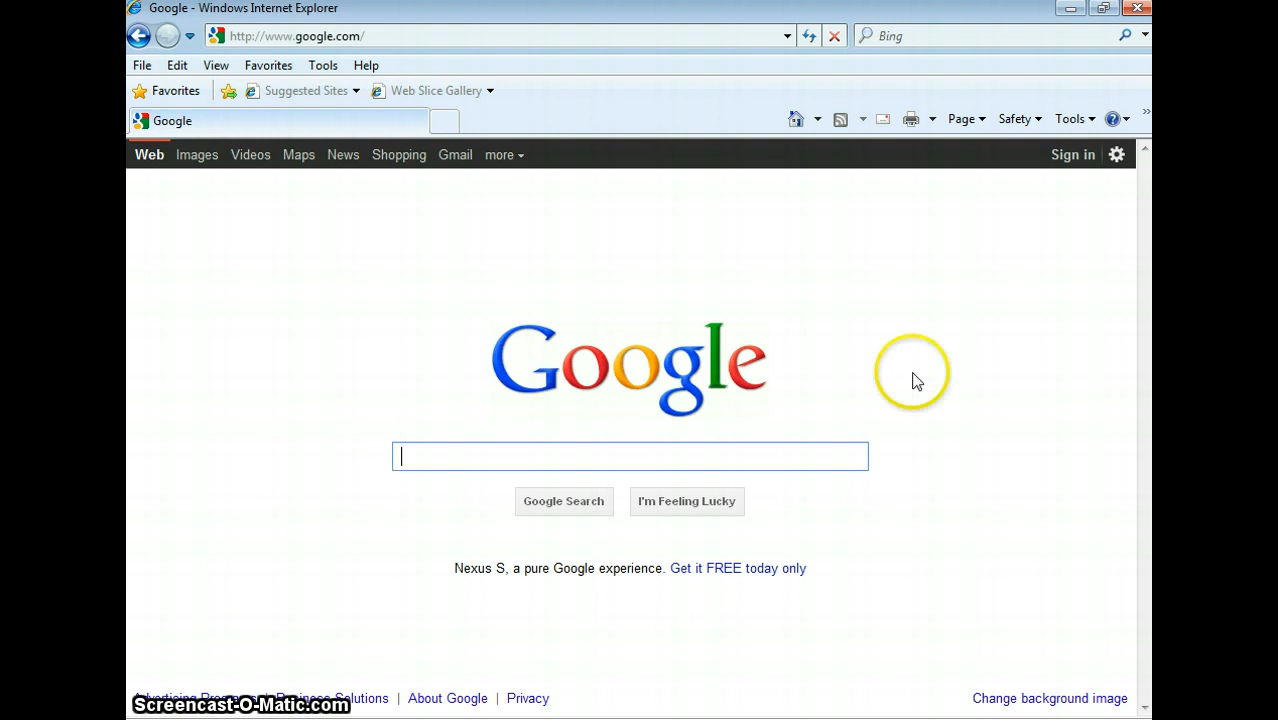 Google - Windows Internet Explorer
http://www.google.com/
Bing
File Edit View Favorites Tools Help
Favorites Suggested Sites Web Slice Gallery
Google Page Safety Tools
Web Images Videos Maps News Shopping Gmail more Sign in
Google
Google Search I'm Feeling Lucky
Nexus S, a pure Google experience. Get it FREE today only
Advertising Programs | Business Solutions | About Google | Privacy Change background image
Screencast-O-Matic.com